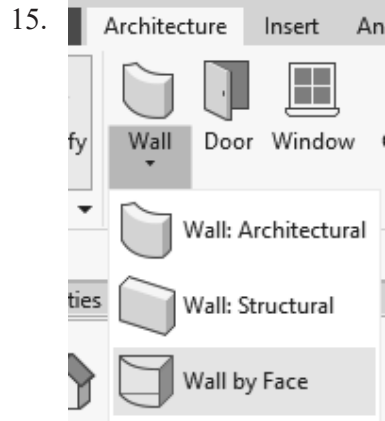 15.
Architecture Insert An
fy Wall Door Window
Wall: Architectural
ties Wall: Structural
Wall by Face